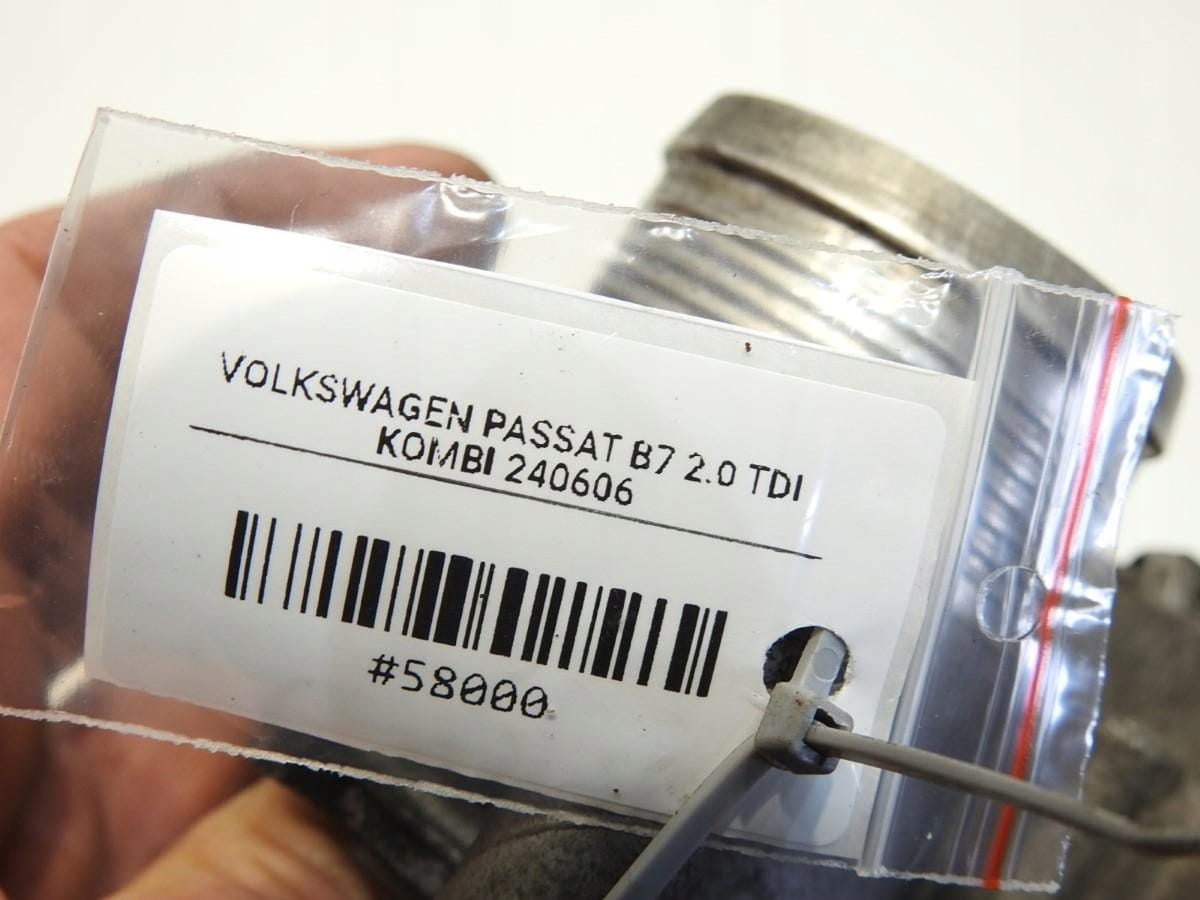 VOLKSWAGEN PASSAT B7 2.0 TDI
KOMBI 240606
#58000